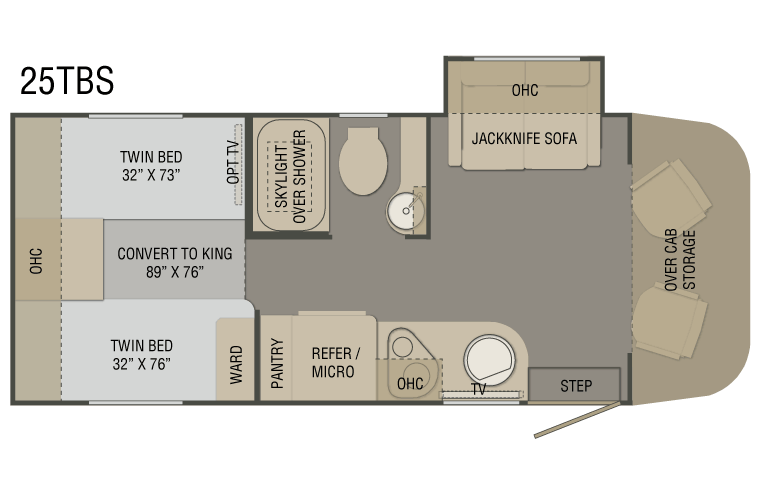 25TBS
OHC
JACKKNIFE SOFA
TWIN BED
32” X 73”
OPT TV
SKYLIGHT
OVER SHOWER
OHC
CONVERT TO KING
89” X 76”
OVER CAB
STORAGE
TWIN BED
32” X 76”
WARD
PANTRY
REFER /
MICRO
OHC
TV
STEP